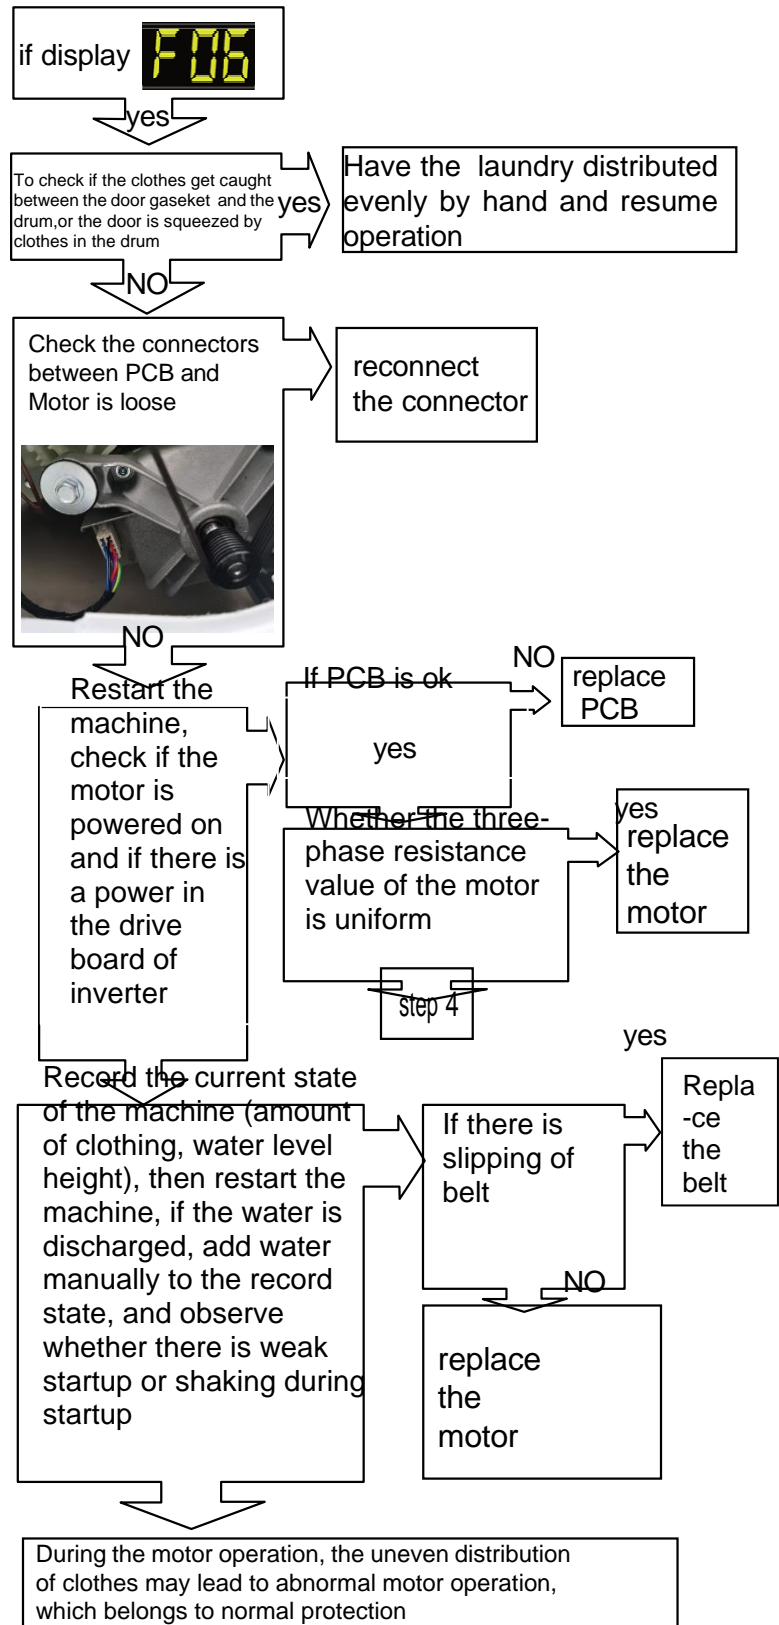 if display F06
yes
To check if the clothes get caught
between the door gaseket and the
drum,or the door is squeezed by
clothes in the drum
yes
Have the laundry distributed
evenly by hand and resume
operation
NO
Check the connectors
between PCB and
Motor is loose
reconnect
the connector
NO
Restart the
machine,
check if the
motor is
powered on
and if there is
a power in
the drive
board of
inverter
If PCB is ok
NO
replace
PCB
yes
Whether the three-
phase resistance
value of the motor
is uniform
yes
replace
the
motor
step 4
Record the current state
of the machine (amount
of clothing, water level
height), then restart the
machine, if the water is
discharged, add water
manually to the record
state, and observe
whether there is weak
startup or shaking during
startup
If there is
slipping of
belt
yes
Repla
-ce
the
belt
NO
replace
the
motor
During the motor operation, the uneven distribution
of clothes may lead to abnormal motor operation,
which belongs to normal protection